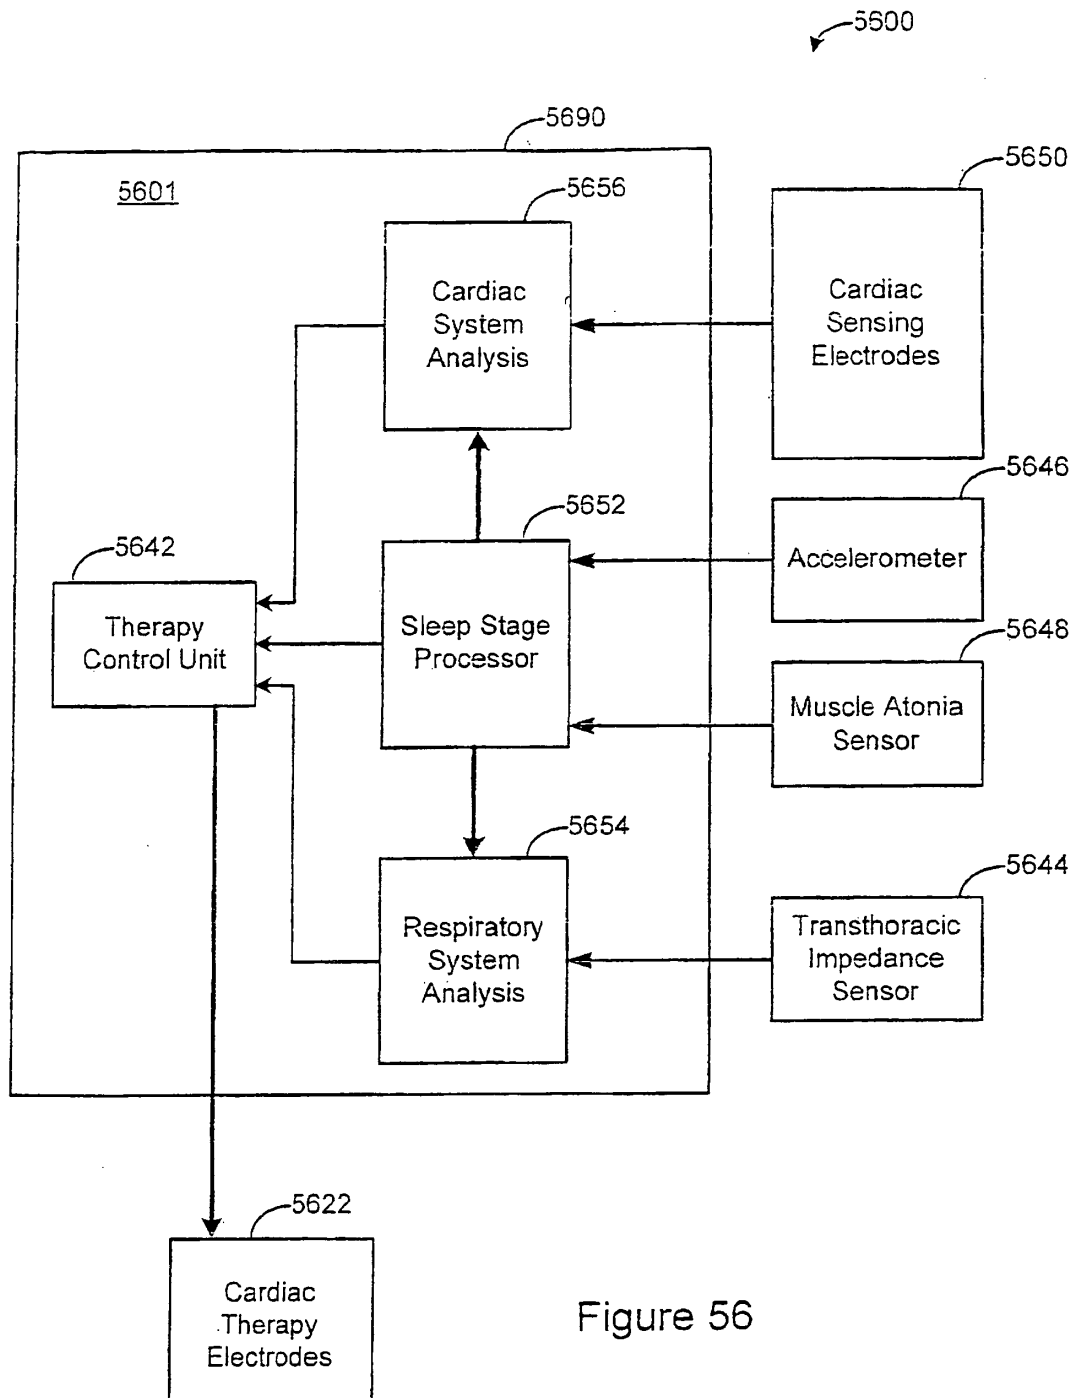 5600
5690
5650
5601
5656
Cardiac
System
Analysis
Cardiac
Sensing
Electrodes
5646
5652
Accelerometer
5642
Therapy
Control Unit
Sleep Stage
Processor
5648
Muscle Atonia
Sensor
5654
5644
Respiratory
System
Analysis
Transthoracic
Impedance
Sensor
5622
Cardiac
Therapy
Electrodes
Figure 56